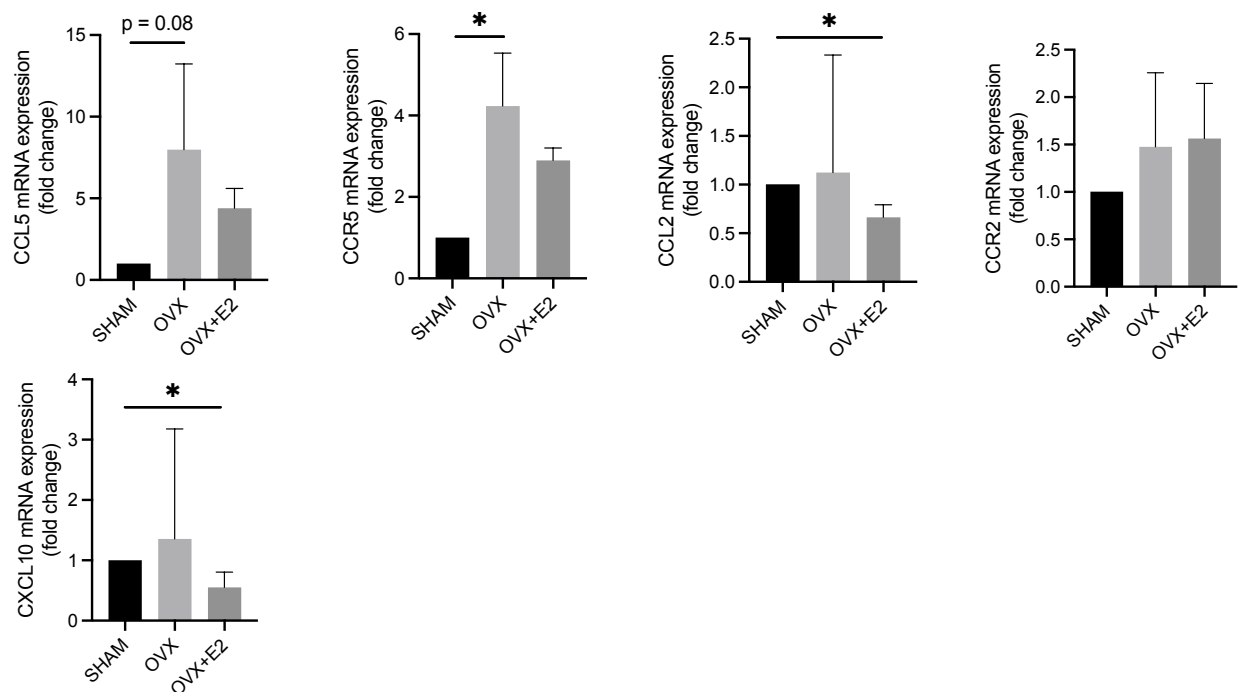 p = 0.08
CCL5 mRNA expression
(fold change)
15
10
5
0
SHAM
OVX
OVX+E2
*
CCR5 mRNA expression
(fold change)
6
4
2
0
SHAM
OVX
OVX+E2
*
CCL2 mRNA expression
(fold change)
2.5
2.0
1.5
1.0
0.5
0.0
SHAM
OVX
OVX+E2
CCR2 mRNA expression
(fold change)
2.5
2.0
1.5
1.0
0.5
0.0
SHAM
OVX
OVX+E2
*
CXCL10 mRNA expression
(fold change)
4
3
2
1
0
SHAM
OVX
OVX+E2